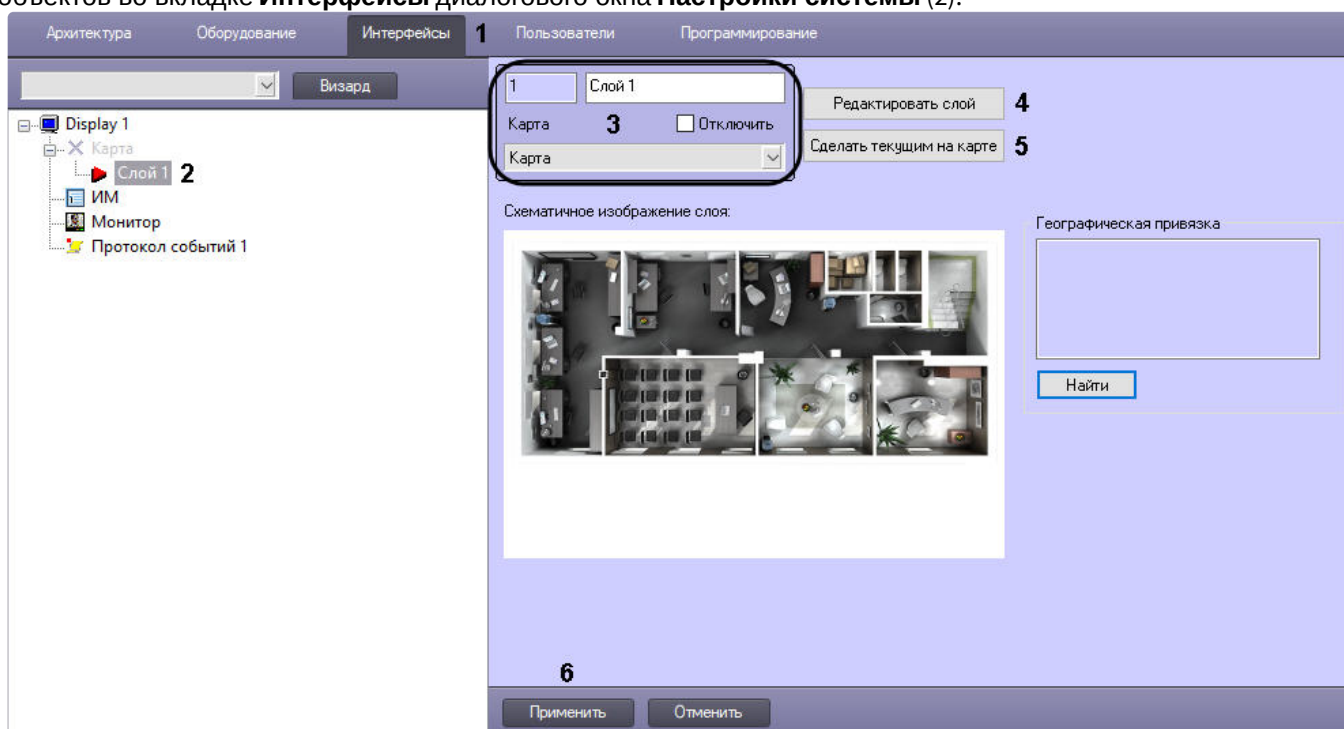 объектов во вкладке Интерфейсы диалогового окна Настройки системы (2).
Архитектура Оборудование Интерфейсы 1 Пользователи Программирование
Визард
1 Слой 1
Редактировать слой 4
Display 1
Карта 3 Отключить
Карта
Сделать текущим на карте 5
Слой 1 2
Карта
ИМ
Монитор
Схематичное изображение слоя:
Географическая привязка
Протокол событий 1
Найти
6
Применить Отменить